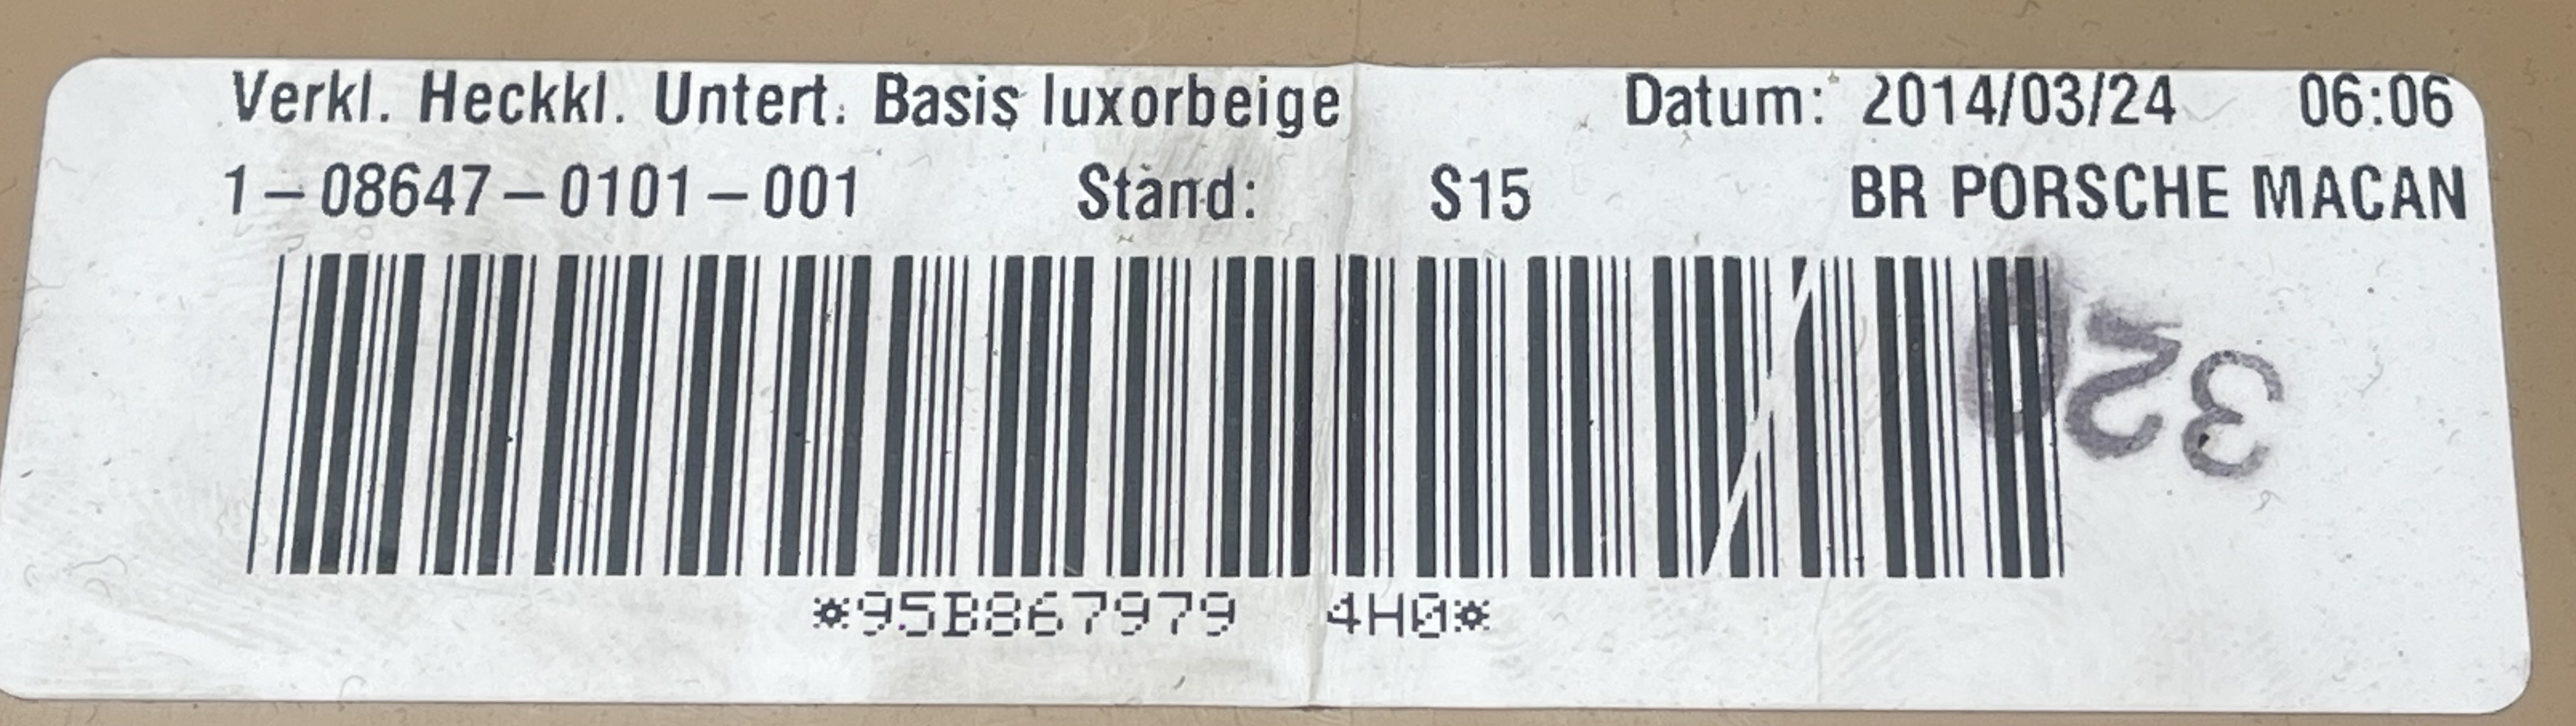 Verkl. Heckkl. Untert. Basis luxorbeige Datum: 2014/03/24 06:06
1-08647-0101-001 Stand: S15 BR PORSCHE MACAN
32
*95B867979 4H0*